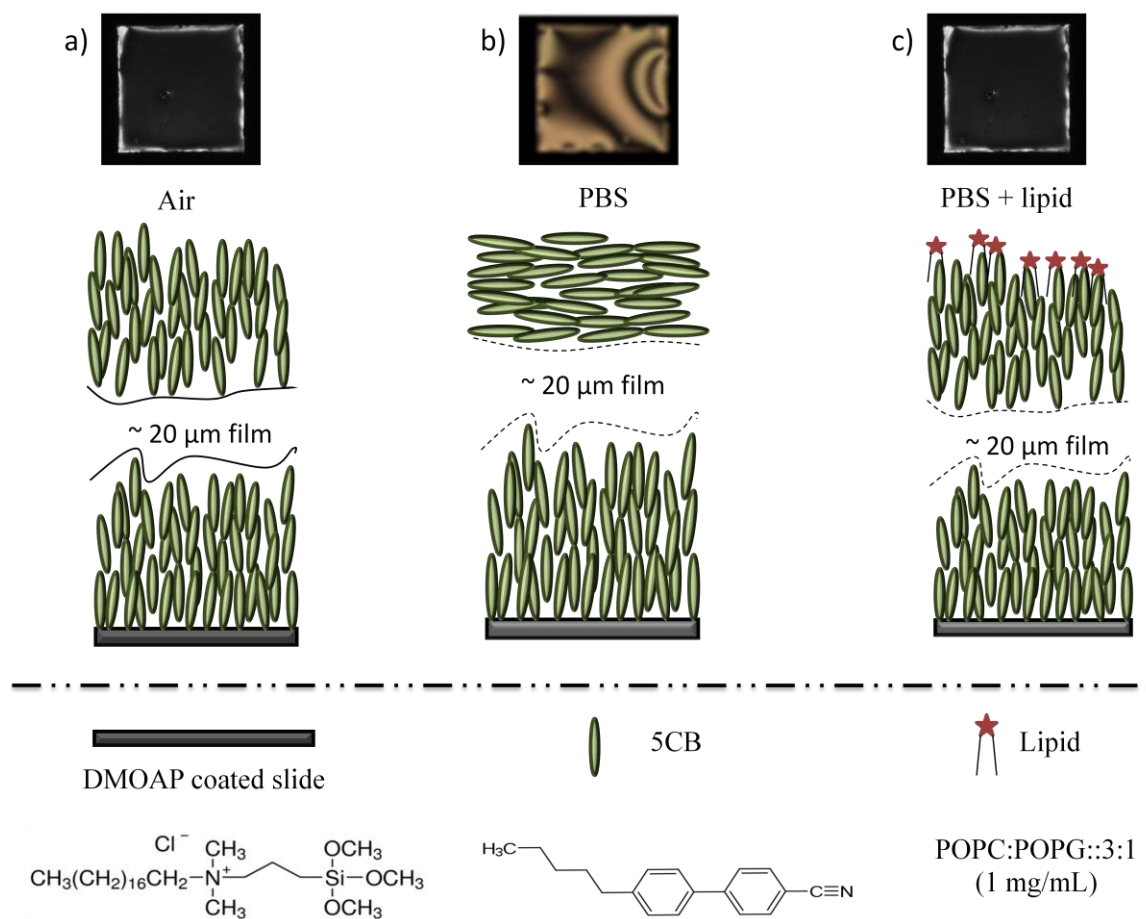 a)
b)
c)
Air
PBS
PBS + lipid
~ 20 µm film
~ 20 µm film
~ 20 µm film
DMOAP coated slide
5CB
Lipid
Cl⁻
CH₃
OCH₃
CH₃(CH₂)₁₆CH₂—N⁺
Si—OCH₃
CH₃
OCH₃
H₃C
C≡N
POPC:POPG::3:1
(1 mg/mL)